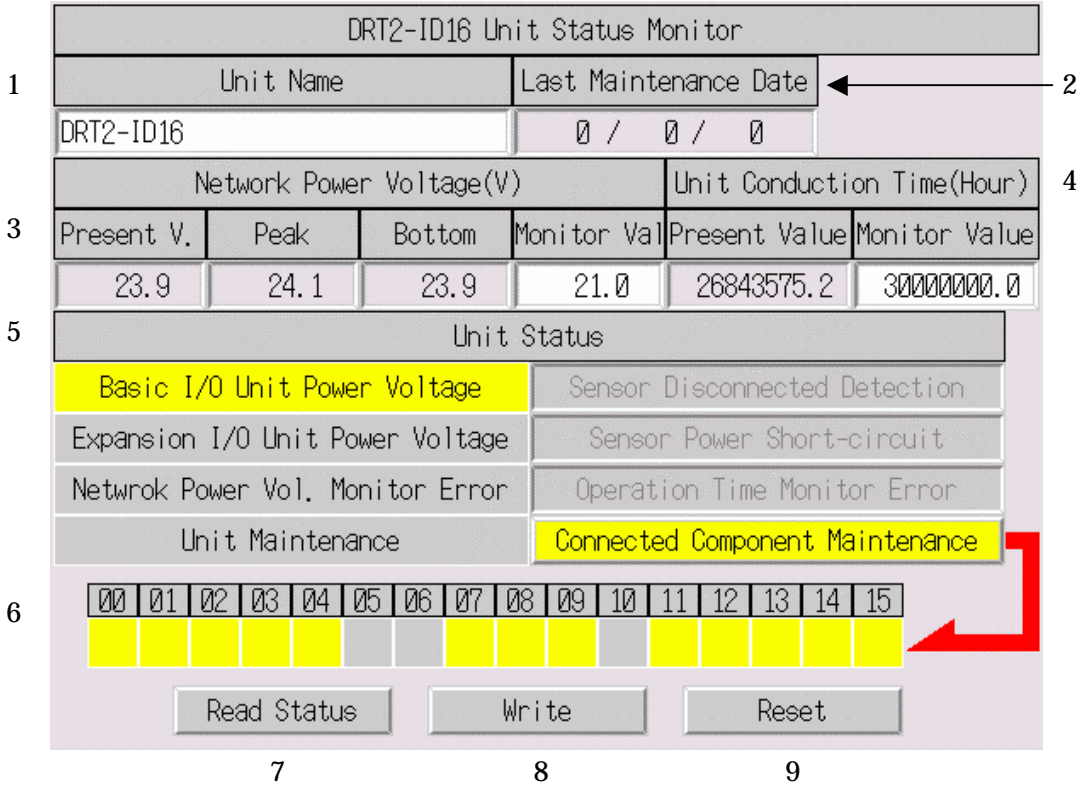 DRT2-ID16 Unit Status Monitor
1 Unit Name Last Maintenance Date 2
DRT2-ID16 0 / 0 / 0
Network Power Voltage(V) Unit Conduction Time(Hour) 4
3 Present V. Peak Bottom Monitor Val Present Value Monitor Value
23.9 24.1 23.9 21.0 26843575.2 30000000.0
5 Unit Status
Basic I/O Unit Power Voltage Sensor Disconnected Detection
Expansion I/O Unit Power Voltage Sensor Power Short-circuit
Netwrok Power Vol. Monitor Error Operation Time Monitor Error
Unit Maintenance Connected Component Maintenance
6 00 01 02 03 04 05 06 07 08 09 10 11 12 13 14 15
Read Status Write Reset
7 8 9